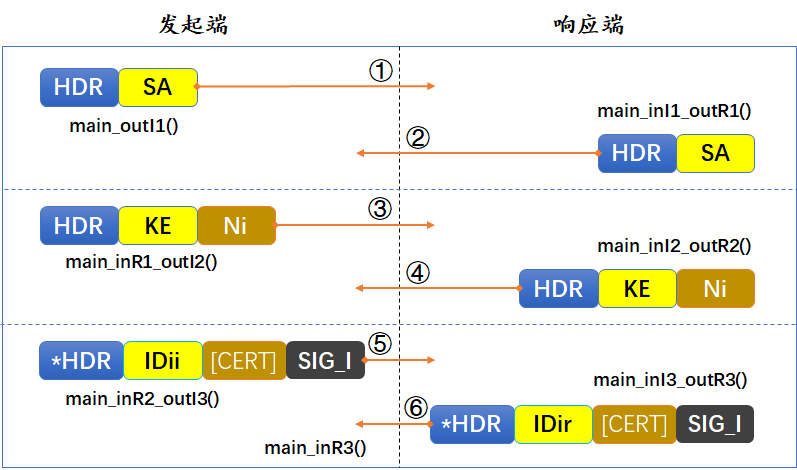 发起端 响应端
HDR SA ①
main_outI1()
main_inI1_outR1()
② HDR SA
HDR KE Ni ③
main_inR1_outI2()
main_inI2_outR2()
④ HDR KE Ni
*HDR IDii [CERT] SIG_I ⑤
main_inR2_outI3()
main_inI3_outR3()
⑥ *HDR IDir [CERT] SIG_I
main_inR3()